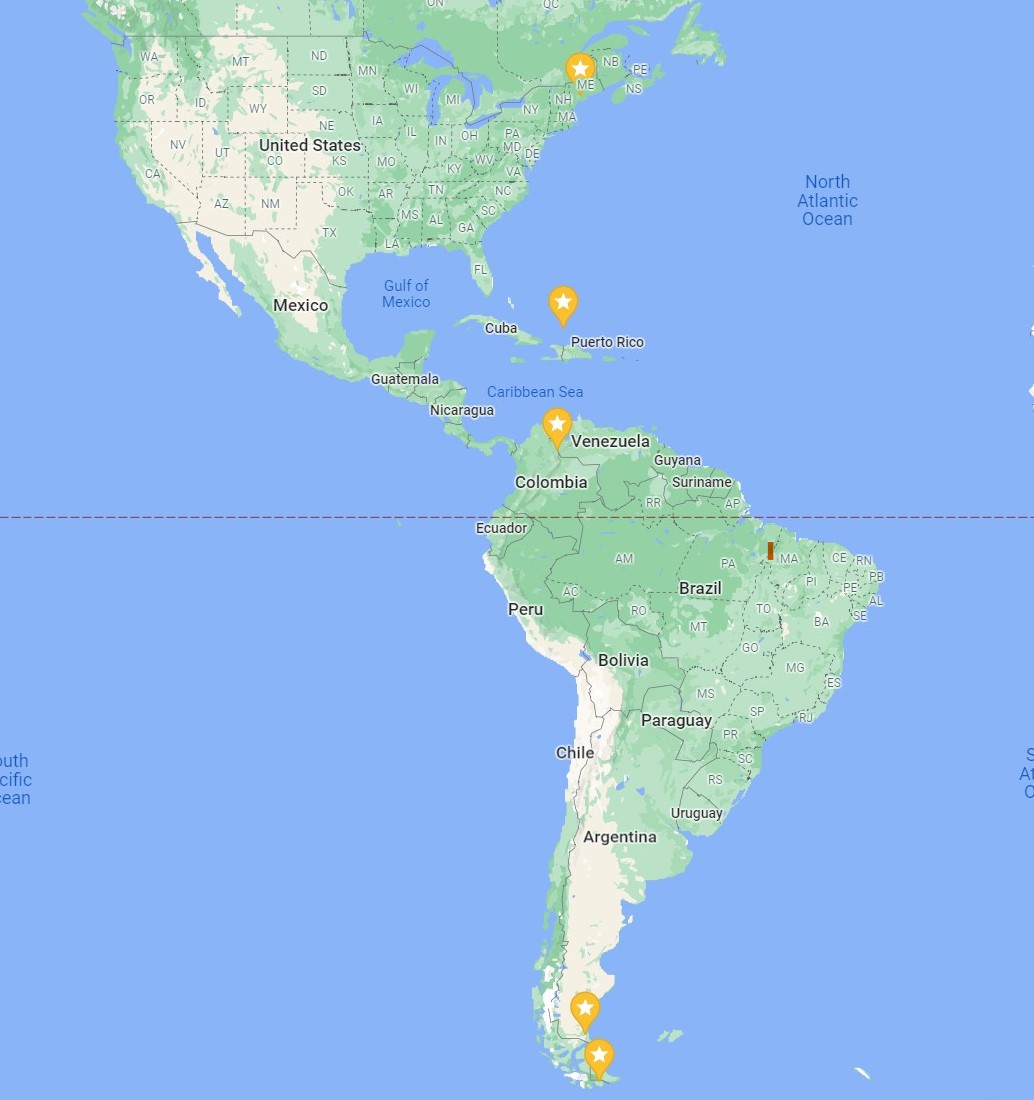 ON
QC
WA
MT
ND
MN
NB
PE
ME
NS
OR
ID
WY
SD
WI
MI
NH
NY
MA
NE
IA
NV
UT
United States
CO
KS
IL
IN
OH
PA
MD
DE
MO
WV
KY
VA
CA
OK
AR
TN
NC
AZ
NM
MS
AL
SC
GA
TX
LA
FL
North
Atlantic
Ocean
Gulf of
Mexico
Mexico
Cuba
Puerto Rico
Guatemala
Caribbean Sea
Nicaragua
Venezuela
Guyana
Colombia
Suriname
RR
AP
Ecuador
AM
PA
MA
CE
RN
PI
PB
PE
AL
AC
Brazil
Peru
RO
TO
SE
BA
MT
GO
Bolivia
MG
ES
MS
SP
RJ
Paraguay
PR
Chile
SC
RS
Uruguay
Argentina
outh
cific
cean
S
At
O